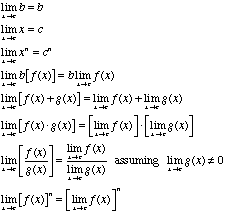 lim x→c b = b
lim x→c x = c
lim x→c xⁿ = cⁿ
lim x→c b[f(x)] = b lim x→c f(x)
lim x→c [f(x) + g(x)] = lim x→c f(x) + lim x→c g(x)
lim x→c [f(x) · g(x)] = [lim x→c f(x)] · [lim x→c g(x)]
lim x→c [f(x)/g(x)] = lim x→c f(x) / lim x→c g(x) assuming lim x→c g(x) ≠ 0
lim x→c [f(x)]ⁿ = [lim x→c f(x)]ⁿ